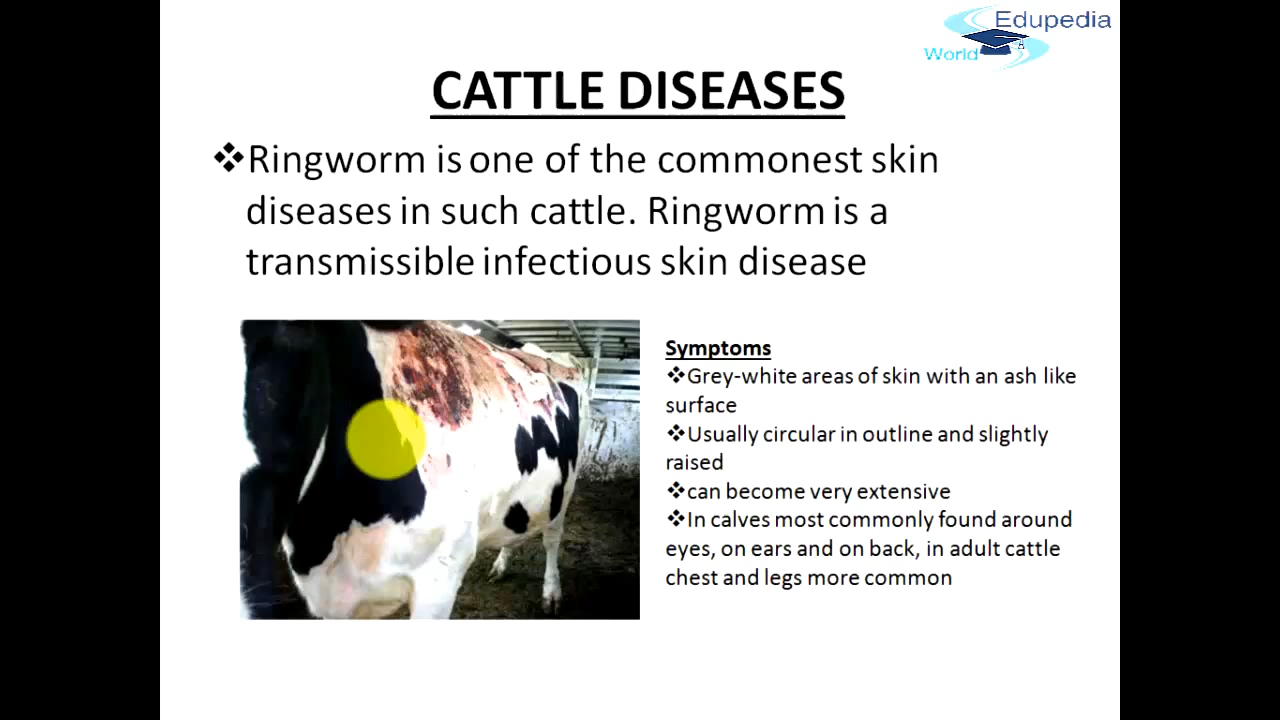 Edupedia
World
CATTLE DISEASES
❖Ringworm is one of the commonest skin
diseases in such cattle. Ringworm is a
transmissible infectious skin disease
Symptoms
❖Grey-white areas of skin with an ash like
surface
❖Usually circular in outline and slightly
raised
❖can become very extensive
❖In calves most commonly found around
eyes, on ears and on back, in adult cattle
chest and legs more common